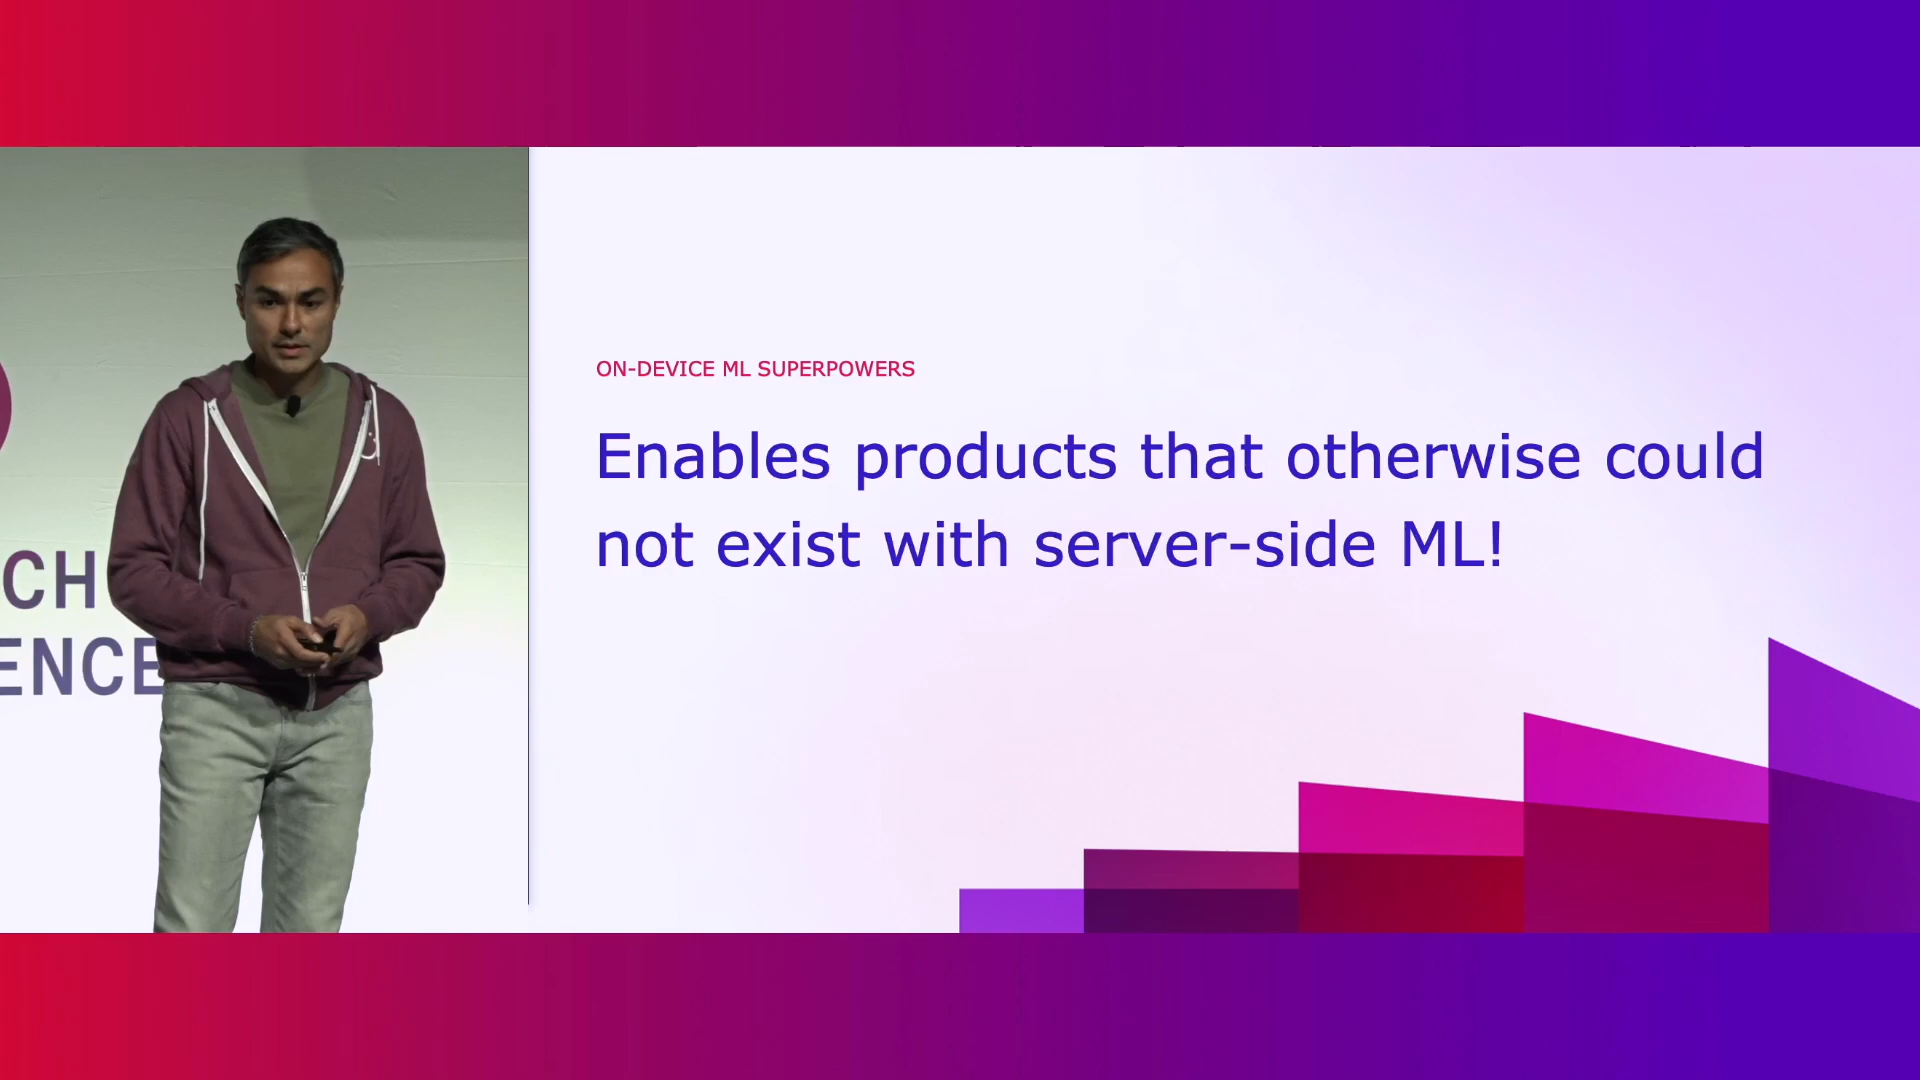 CH
ENCE
ON-DEVICE ML SUPERPOWERS
Enables products that otherwise could
not exist with server-side ML!